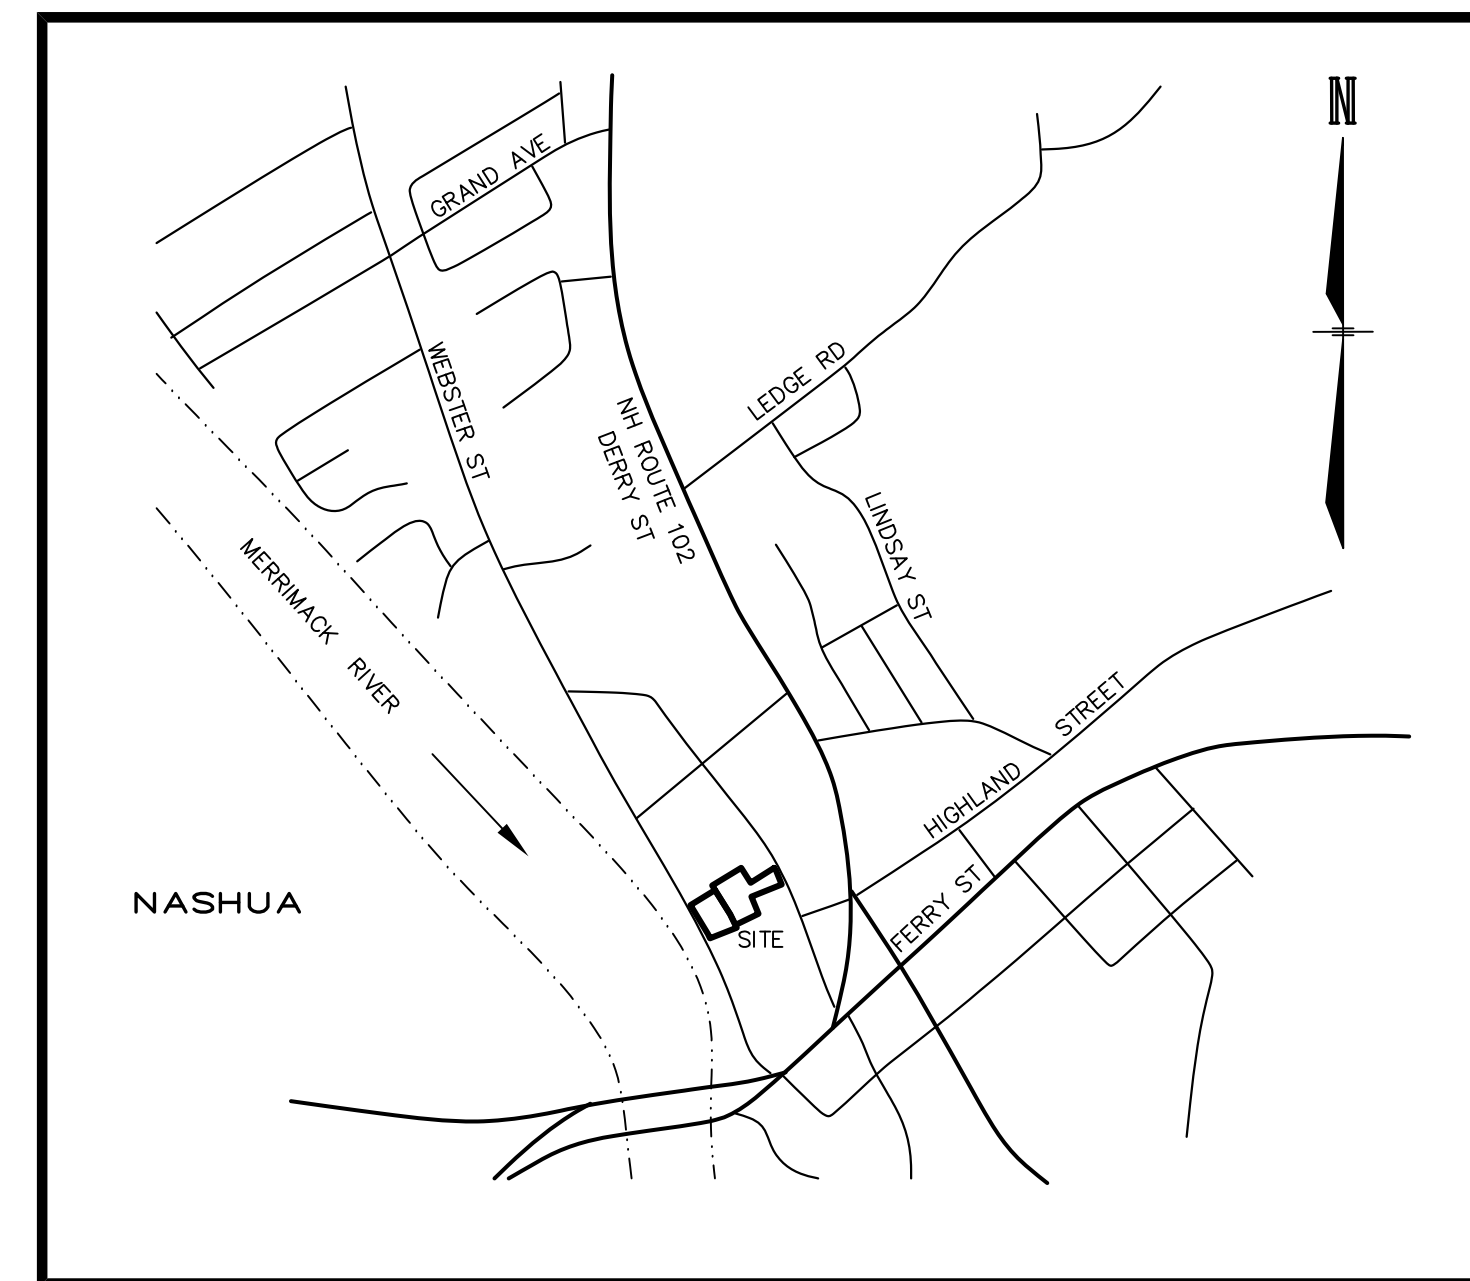 N
GRAND AVE
WEBSTER ST
LEDGE RD
NH ROUTE 102
DERRY ST
LINDSAY ST
MERRIMACK RIVER
HIGHLAND STREET
FERRY ST
NASHUA
SITE